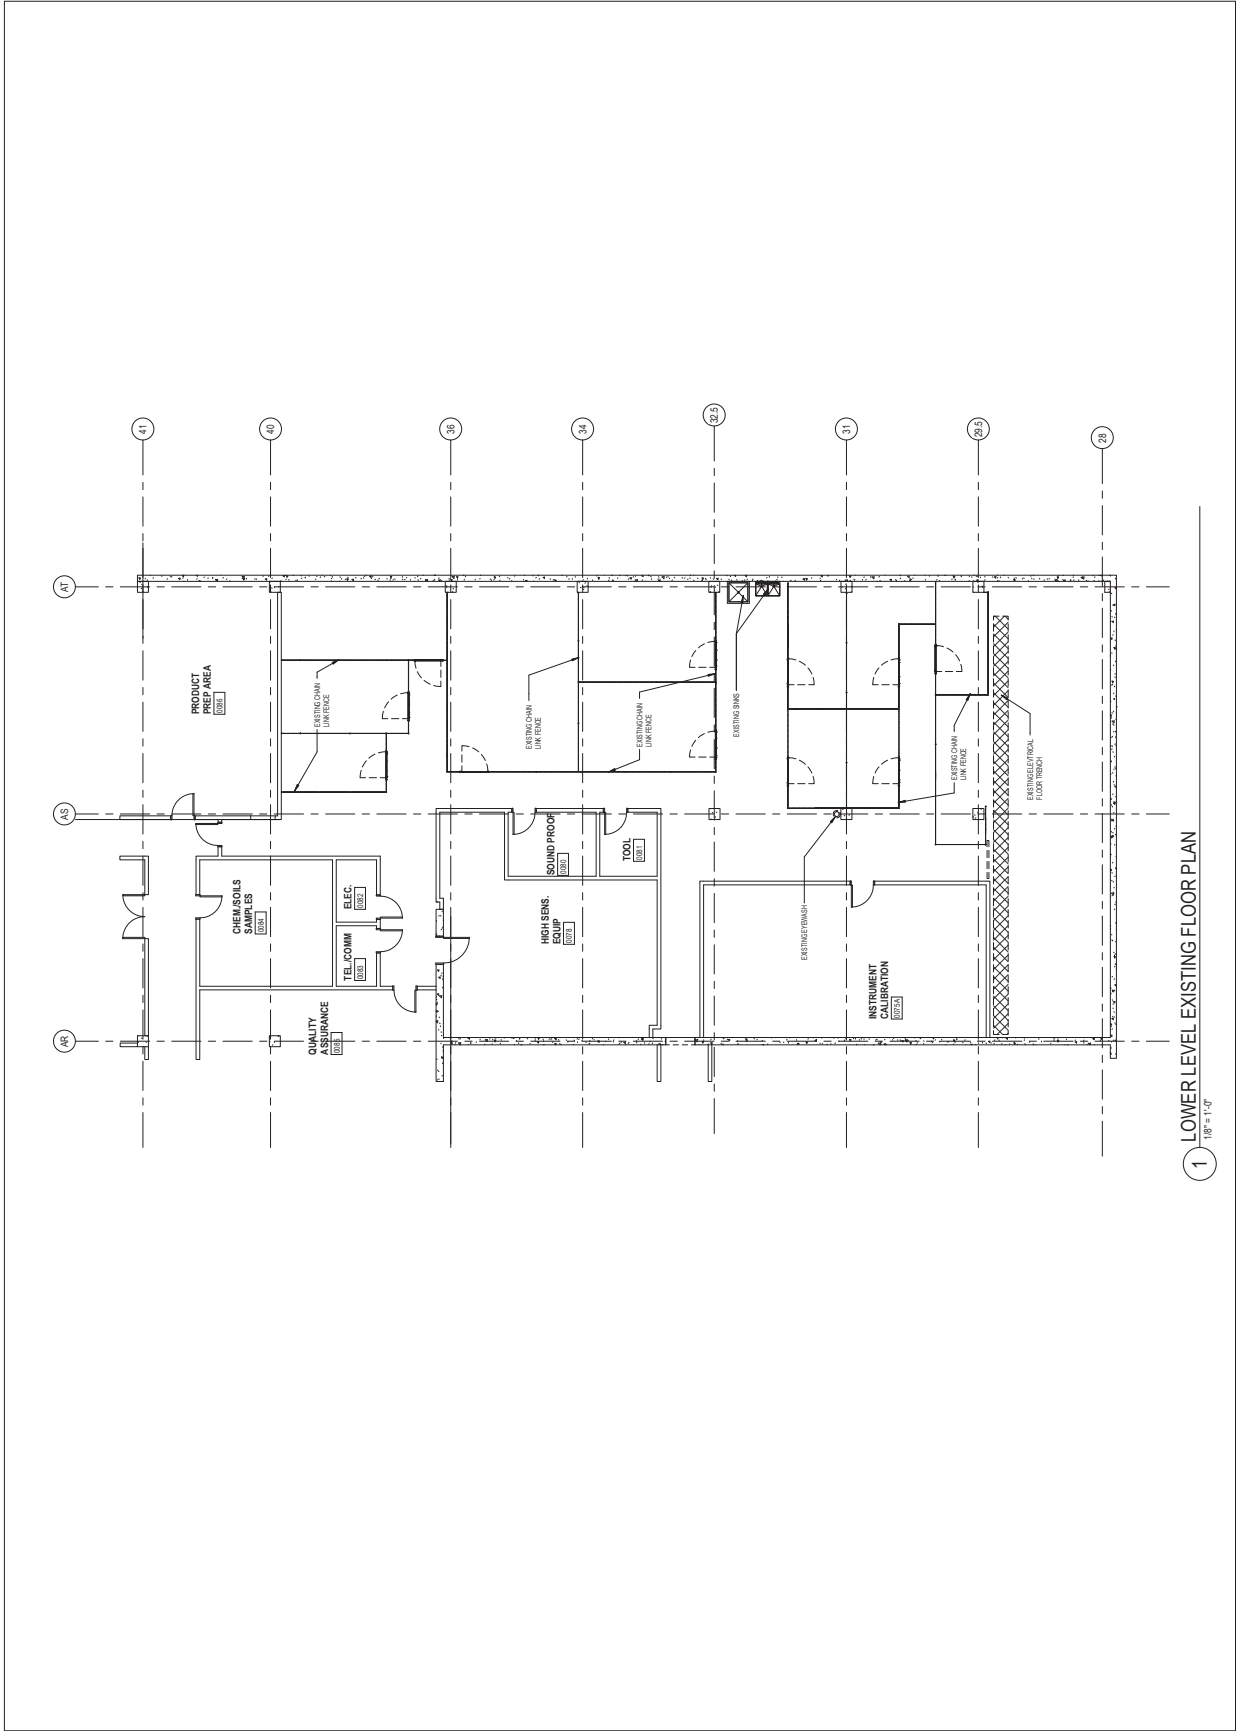 AT
AS
AR
41
40
36
34
32.5
31
29.5
28
PRODUCT
PREP AREA
0086
EXISTING CHAIN
LINK FENCE
EXISTING CHAIN
LINK FENCE
EXISTING CHAIN
LINK FENCE
EXISTING SINKS
EXISTING CHAIN
LINK FENCE
EXISTING ELEVTRICAL
FLOOR TRENCH
CHEM./SOILS
SAMPLES
0084
ELEC.
0082
TEL./COMM
0083
SOUND PROOF
0080
TOOL
0081
HIGH SENS.
EQUIP
0078
EXISTING EYEWASH
QUALITY
ASSURANCE
INSTRUMENT
CALIBRATION
0075A
1
LOWER LEVEL EXISTING FLOOR PLAN
1/8" = 1'-0"